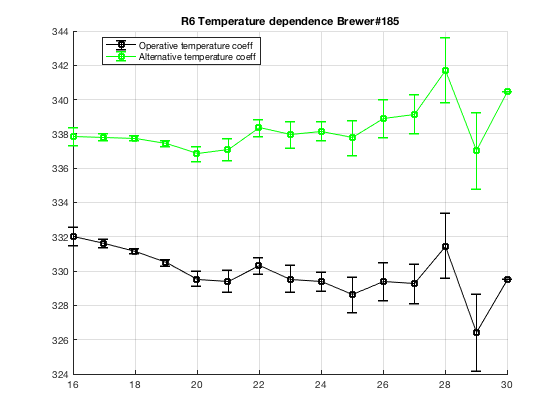 R6 Temperature dependence Brewer#185
Operative temperature coeff
Alternative temperature coeff
344
342
340
338
336
334
332
330
328
326
324
16 18 20 22 24 26 28 30